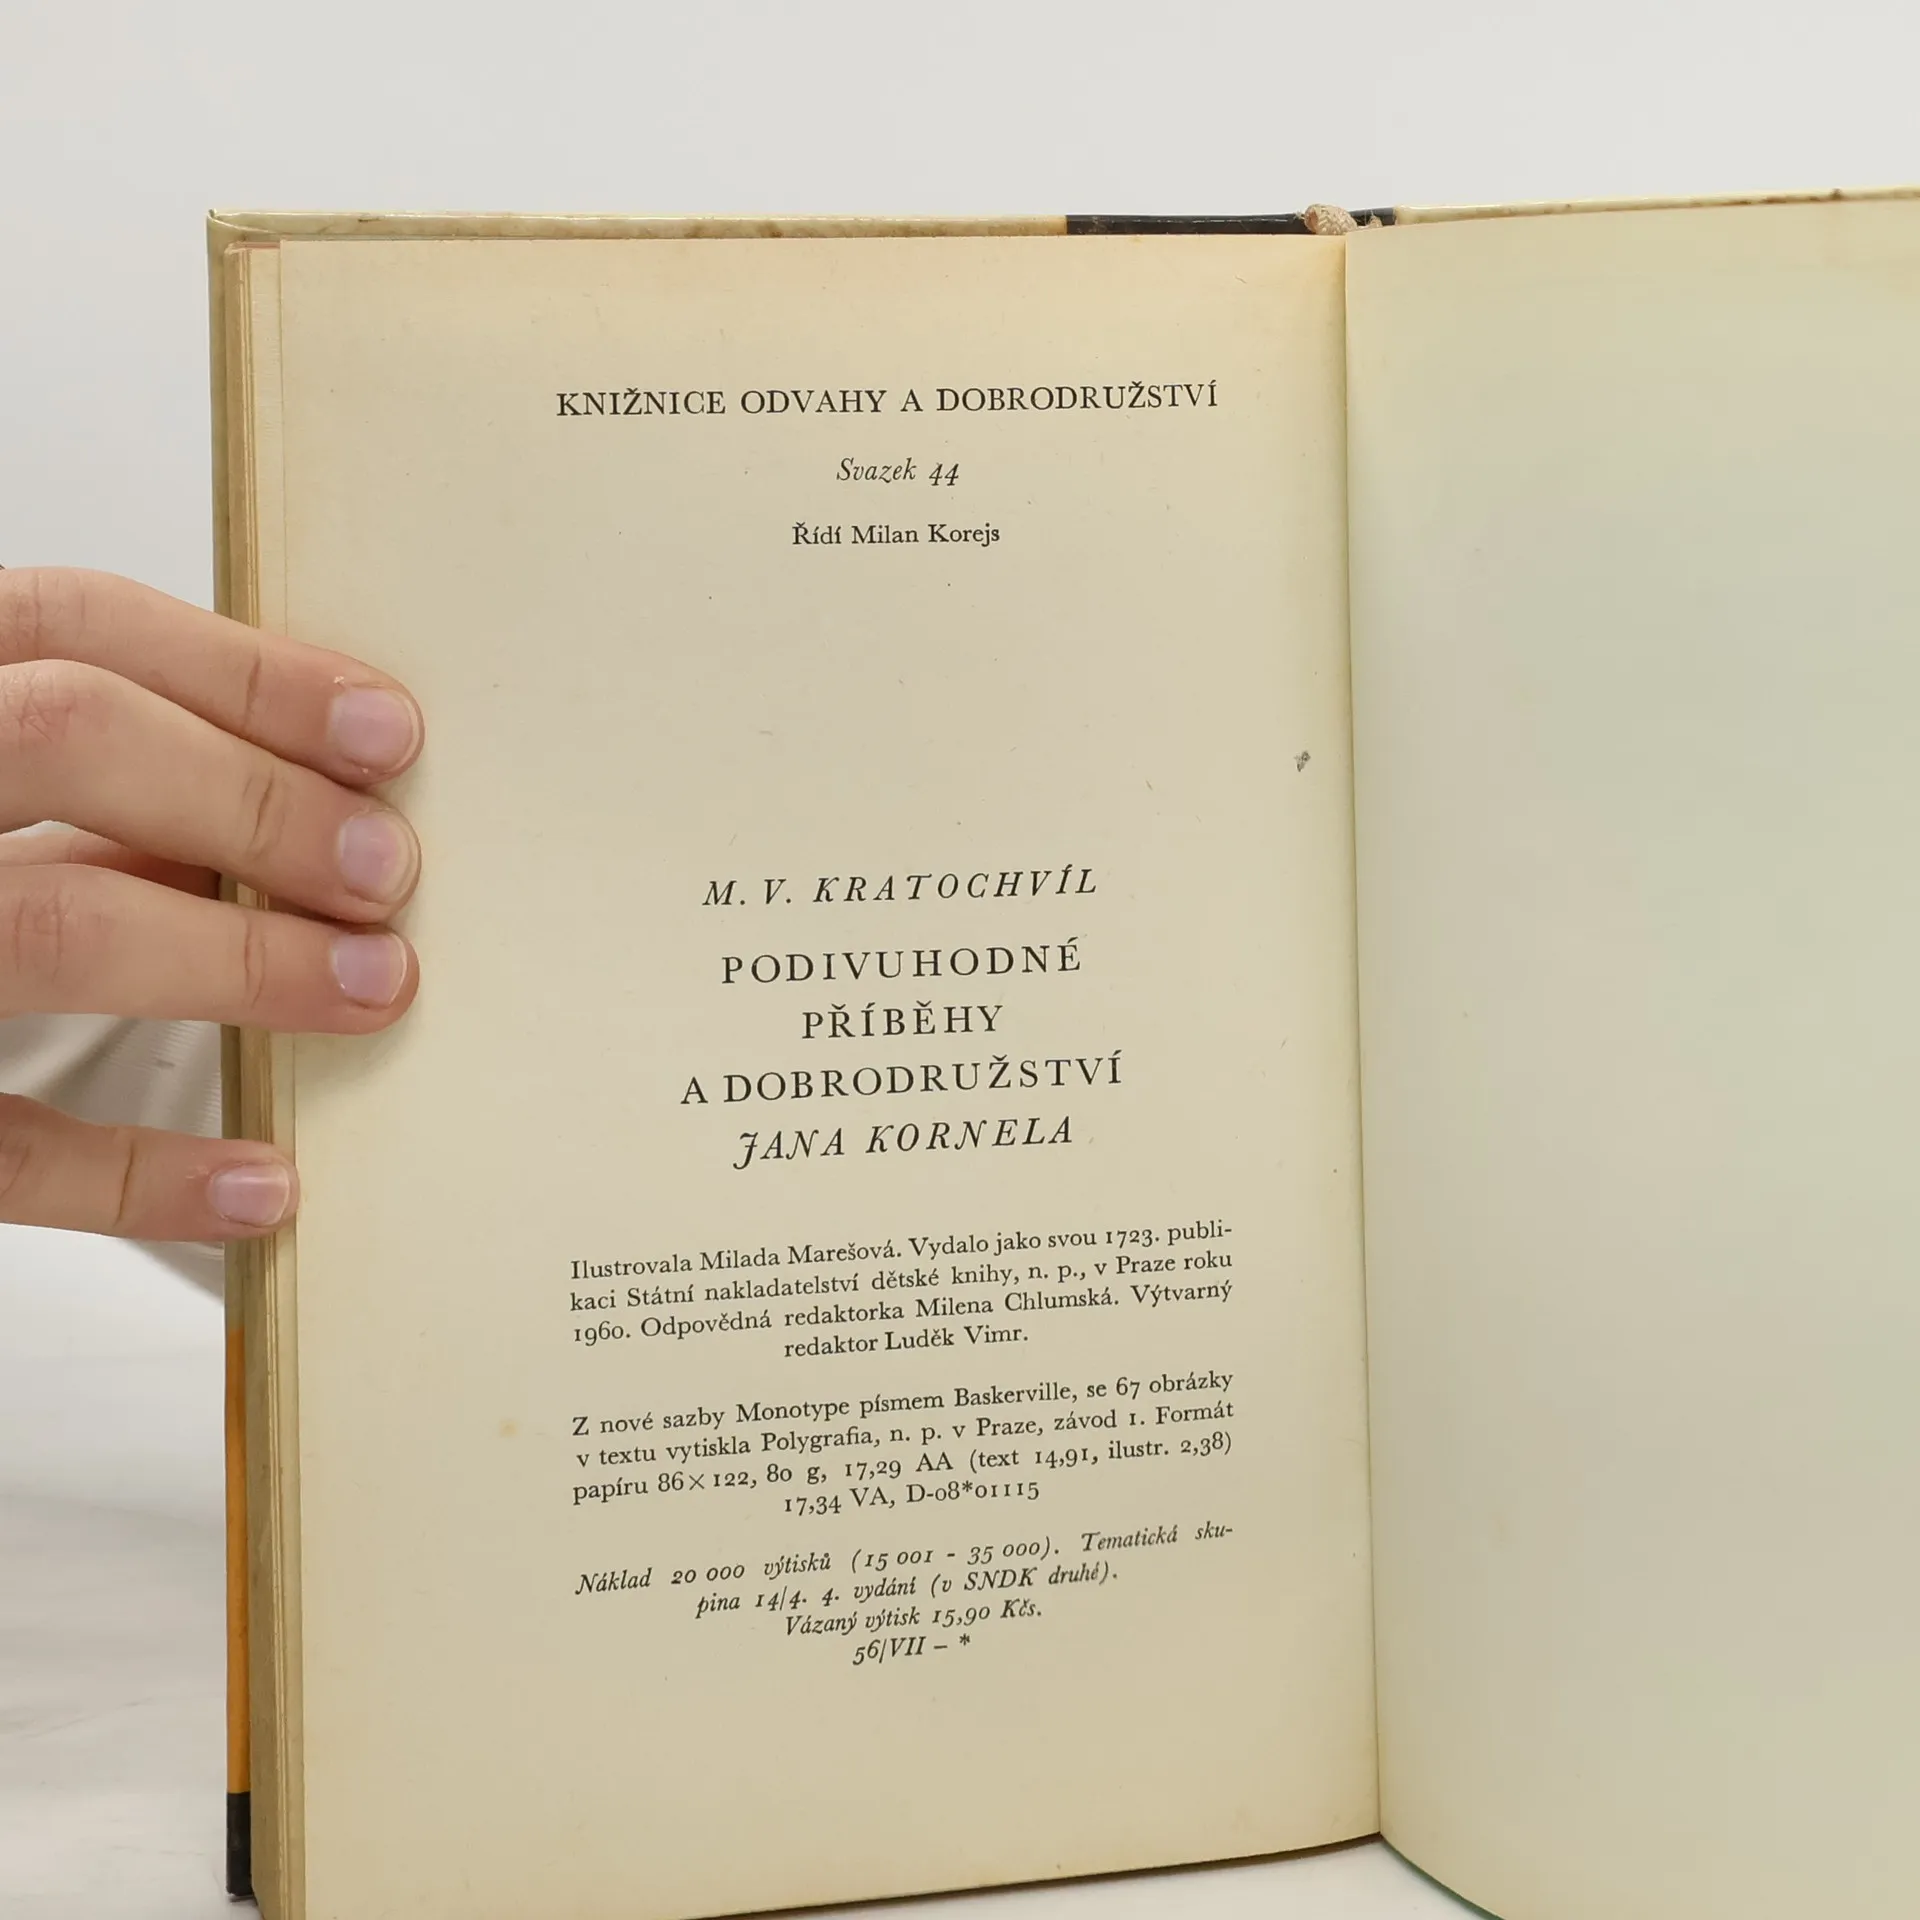 KNIŽNICE ODVAHY A DOBRODRUŽSTVÍ
Svazek 44
Řídí Milan Korejs
M. V. KRATOCHVÍL
PODIVUHODNÉ
PŘÍBĚHY
A DOBRODRUŽSTVÍ
JANA KORNELA
Ilustrovala Milada Marešová. Vydalo jako svou 1723. publi-
kaci Státní nakladatelství dětské knihy, n. p., v Praze roku
1960. Odpovědná redaktorka Milena Chlumská. Výtvarný
redaktor Luděk Vimr.
Z nové sazby Monotype písmem Baskerville, se 67 obrázky
v textu vytiskla Polygrafia, n. p. v Praze, závod 1. Formát
papíru 86×122, 80 g, 17,29 AA (text 14,91, ilustr. 2,38)
17,34 VA, D-08*01115
Náklad 20 000 výtisků (15 001 - 35 000). Tematická sku-
pina 14/4. 4. vydání (v SNDK druhé).
Vázaný výtisk 15,90 Kčs.
56/VII – *